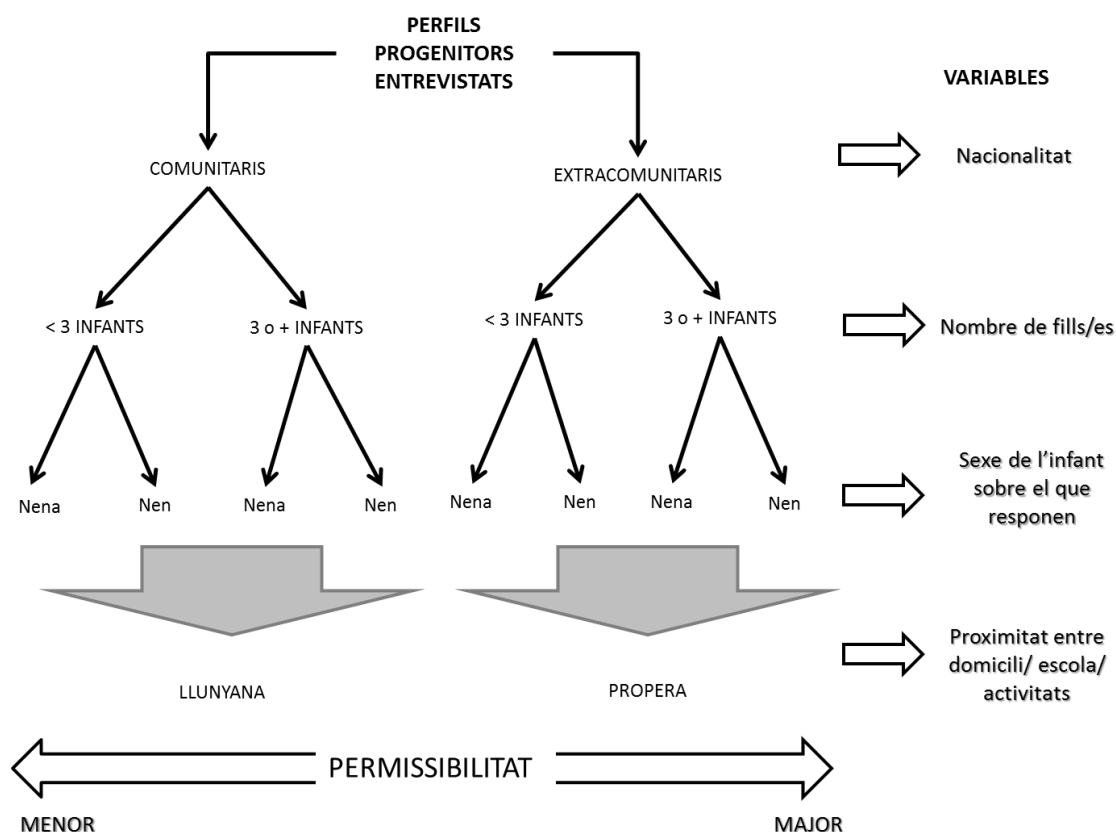 PERFILS
PROGENITORS
ENTREVISTATS
VARIABLES
COMUNITARIS
EXTRACOMUNITARIS
Nacionalitat
< 3 INFANTS
3 o + INFANTS
< 3 INFANTS
3 o + INFANTS
Nombre de fills/es
Nena
Nen
Nena
Nen
Nena
Nen
Nena
Nen
Sexe de l’infant
sobre el que
responen
LLUNYANA
PROPERA
Proximitat entre
domicili/ escola/
activitats
PERMISSIBILITAT
MENOR
MAJOR